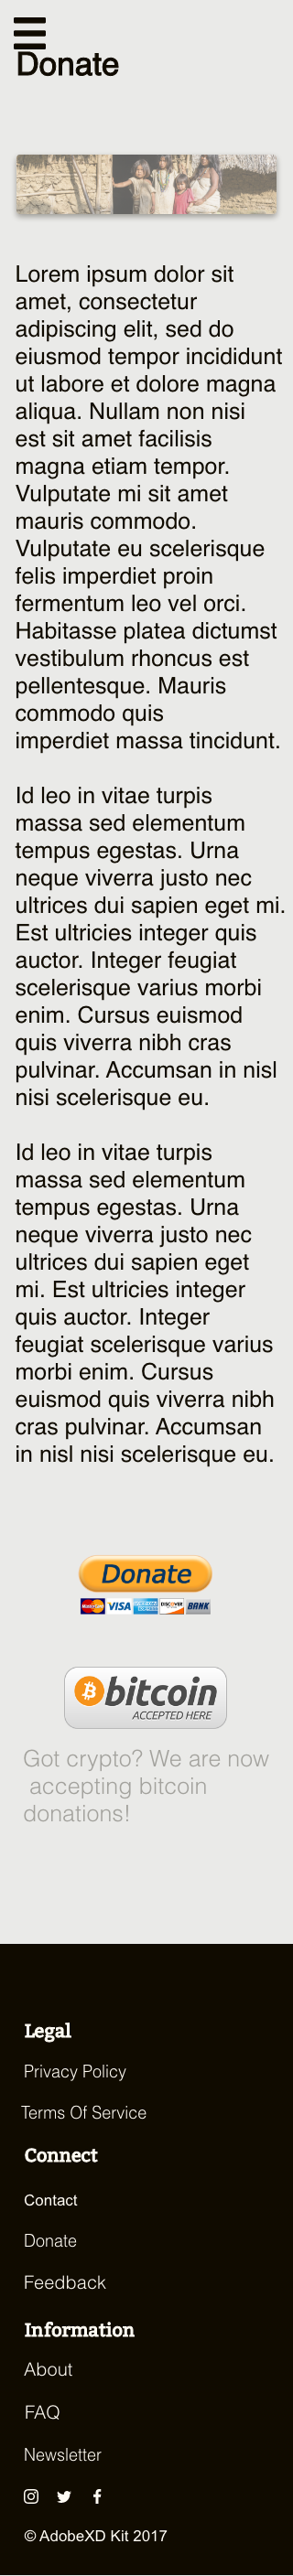 Donate
Lorem ipsum dolor sit
amet, consectetur
adipiscing elit, sed do
eiusmod tempor incididunt
ut labore et dolore magna
aliqua. Nullam non nisi
est sit amet facilisis
magna etiam tempor.
Vulputate mi sit amet
mauris commodo.
Vulputate eu scelerisque
felis imperdiet proin
fermentum leo vel orci.
Habitasse platea dictumst
vestibulum rhoncus est
pellentesque. Mauris
commodo quis
imperdiet massa tincidunt.
Id leo in vitae turpis
massa sed elementum
tempus egestas. Urna
neque viverra justo nec
ultrices dui sapien eget mi.
Est ultricies integer quis
auctor. Integer feugiat
scelerisque varius morbi
enim. Cursus euismod
quis viverra nibh cras
pulvinar. Accumsan in nisl
nisi scelerisque eu.
Id leo in vitae turpis
massa sed elementum
tempus egestas. Urna
neque viverra justo nec
ultrices dui sapien eget
mi. Est ultricies integer
quis auctor. Integer
feugiat scelerisque varius
morbi enim. Cursus
euismod quis viverra nibh
cras pulvinar. Accumsan
in nisl nisi scelerisque eu.
Donate
MasterCard VISA DISCOVER BANK
bitcoin
ACCEPTED HERE
Got crypto? We are now
accepting bitcoin
donations!
Legal
Privacy Policy
Terms Of Service
Connect
Contact
Donate
Feedback
Information
About
FAQ
Newsletter
© AdobeXD Kit 2017